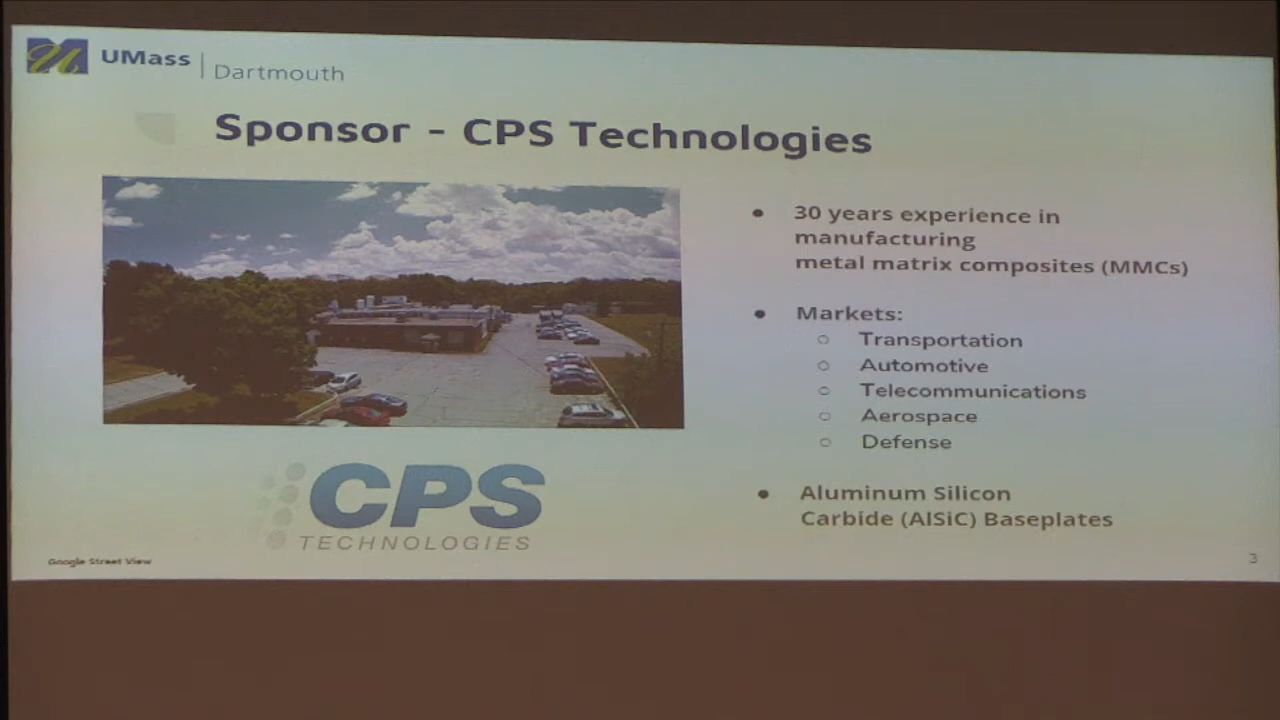 UMass | Dartmouth
Sponsor - CPS Technologies
• 30 years experience in
manufacturing
metal matrix composites (MMCs)
• Markets:
○ Transportation
○ Automotive
○ Telecommunications
○ Aerospace
○ Defense
• Aluminum Silicon
Carbide (AlSiC) Baseplates
CPS
TECHNOLOGIES
Google Street View
3